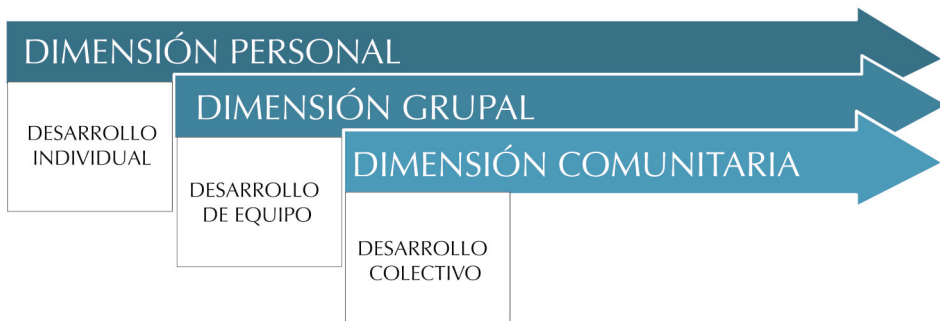 DIMENSIÓN PERSONAL
DESARROLLO
INDIVIDUAL
DIMENSIÓN GRUPAL
DESARROLLO
DE EQUIPO
DIMENSIÓN COMUNITARIA
DESARROLLO
COLECTIVO